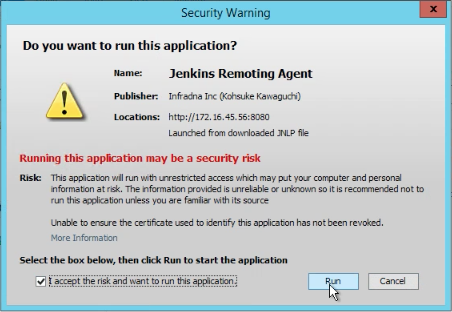 Security Warning
x
Do you want to run this application?
Name: Jenkins Remoting Agent
Publisher: Infradna Inc (Kohsuke Kawaguchi)
Locations: http://172.16.45.56:8080
Launched from downloaded JNLP file
Running this application may be a security risk
Risk: This application will run with unrestricted access which may put your computer and personal
information at risk. The information provided is unreliable or unknown so it is recommended not to
run this application unless you are familiar with its source
Unable to ensure the certificate used to identify this application has not been revoked.
More Information
Select the box below, then click Run to start the application
I accept the risk and want to run this application.
Run Cancel